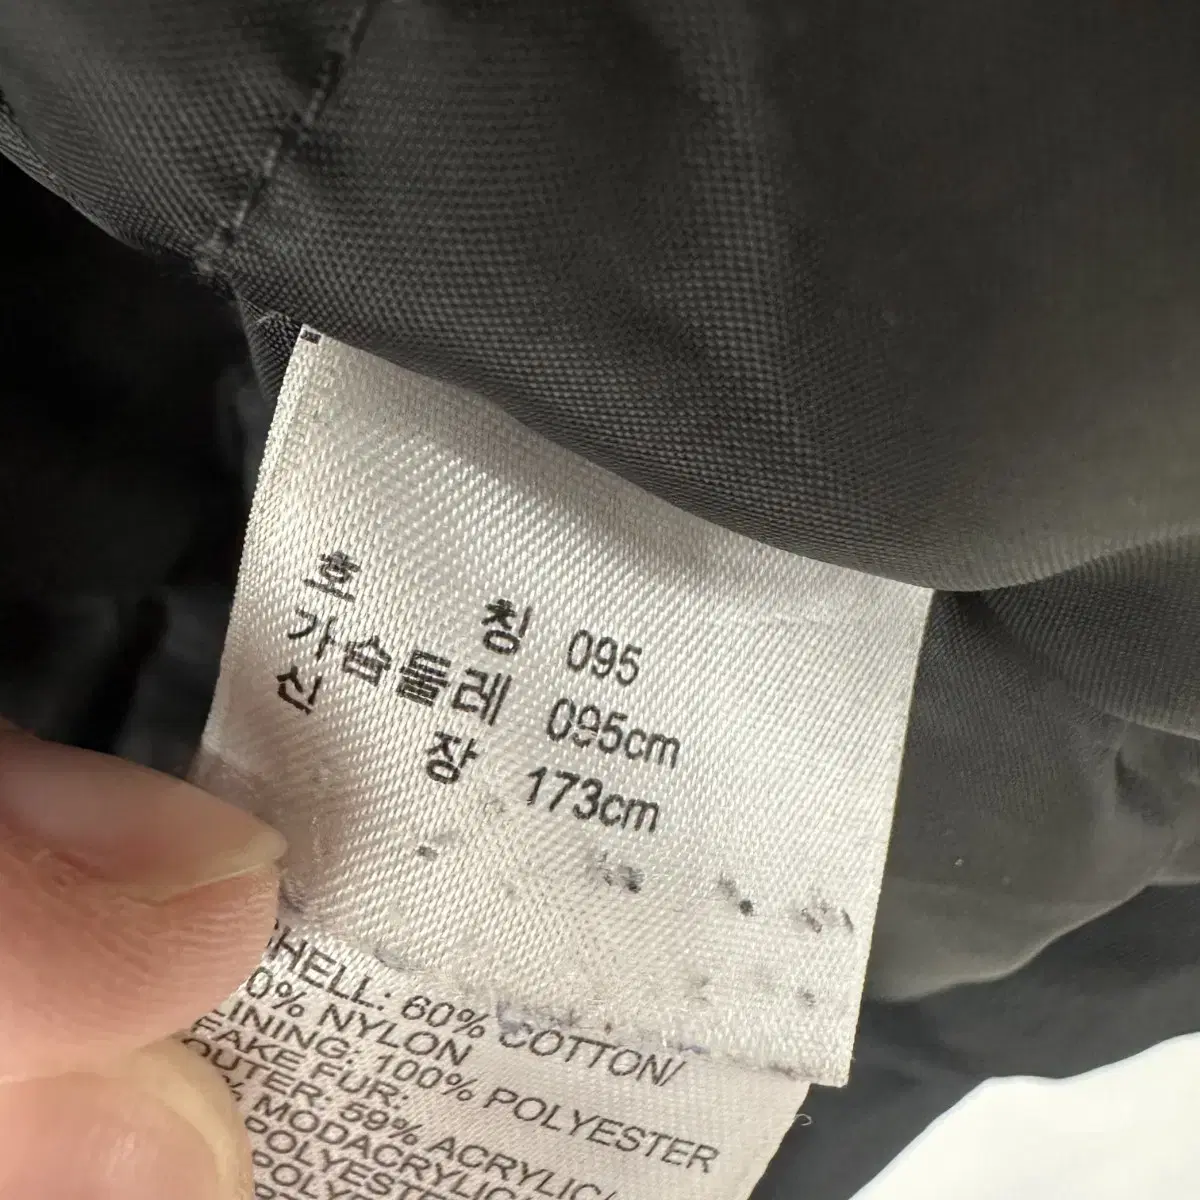 호 칭 095
가슴둘레 095cm
신 장 173cm
SHELL: 60% COTTON/
0% NYLON
LINING: 100% POLYESTER
FAKE FUR:
OUTER: 59% ACRYLIC/
% MODACRYLIC
POLYESTER